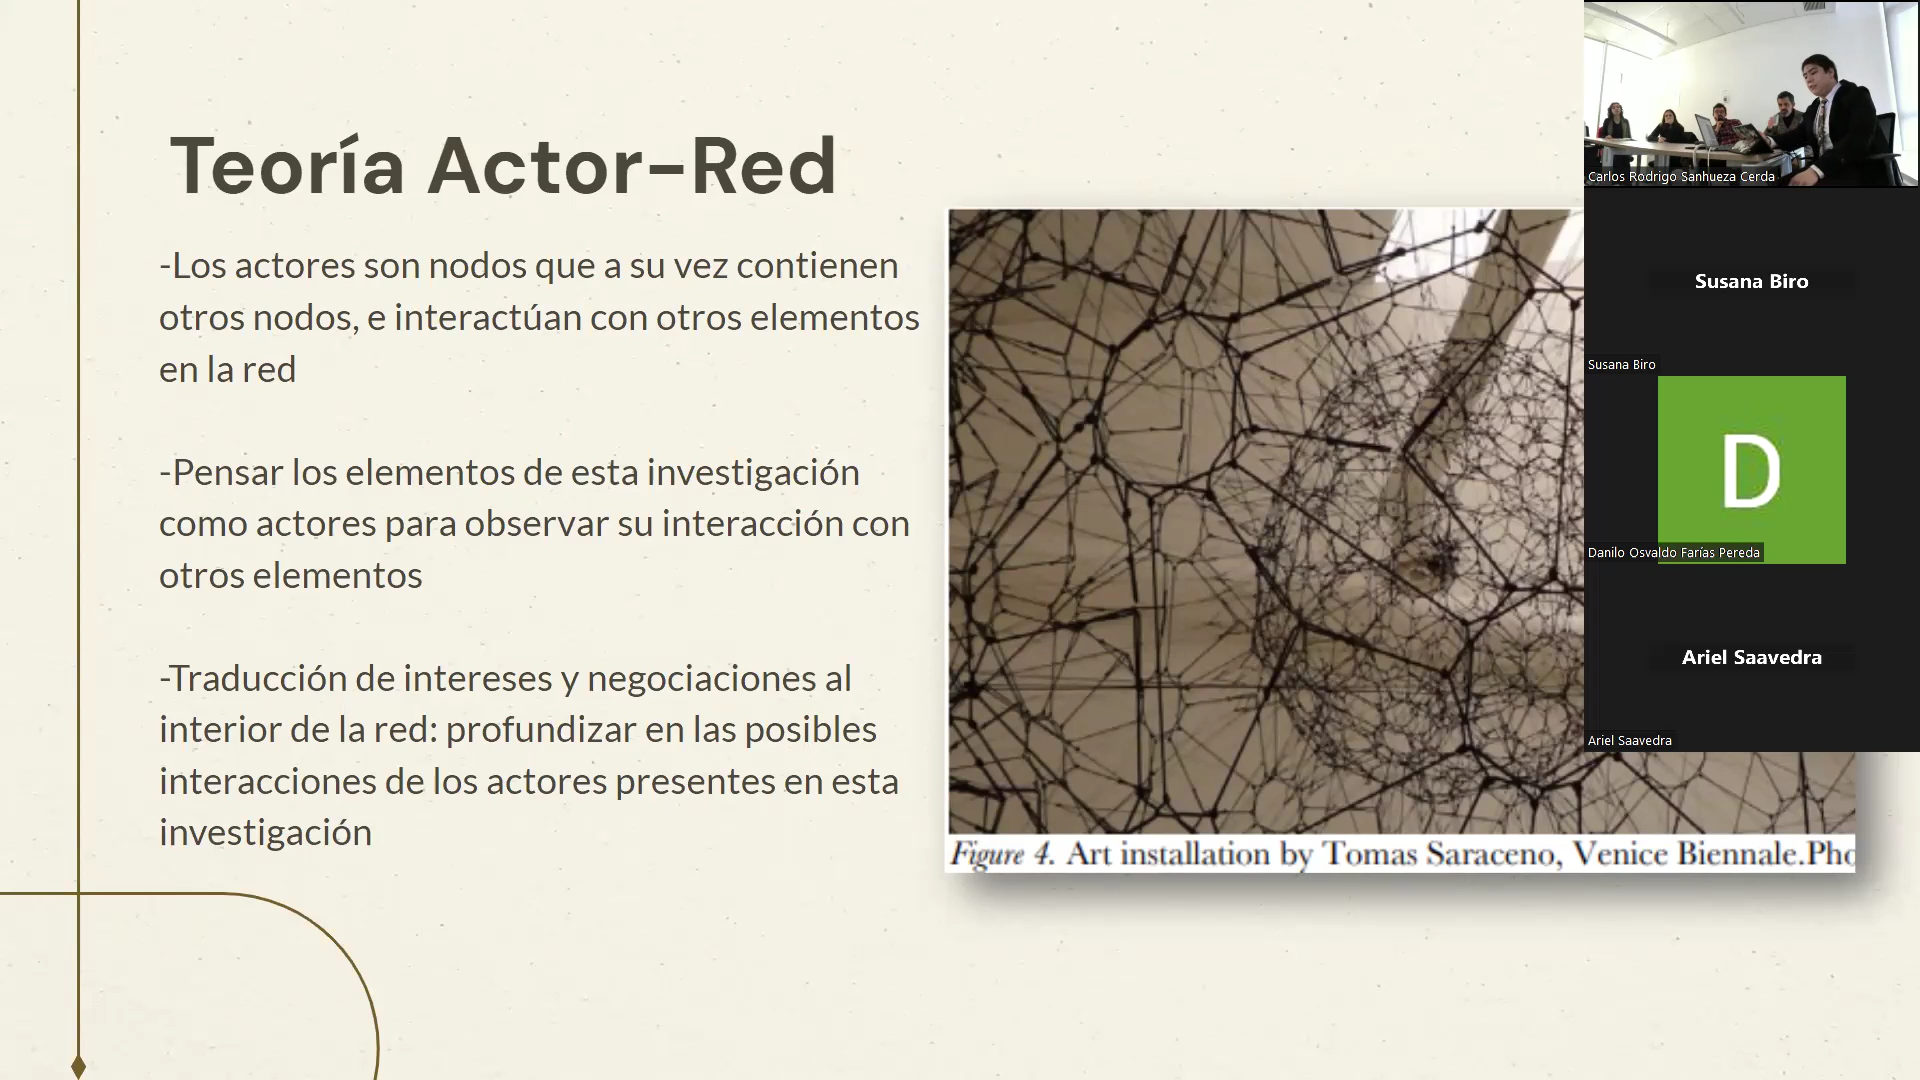 Teoría Actor-Red
-Los actores son nodos que a su vez contienen
otros nodos, e interactúan con otros elementos
en la red
-Pensar los elementos de esta investigación
como actores para observar su interacción con
otros elementos
-Traducción de intereses y negociaciones al
interior de la red: profundizar en las posibles
interacciones de los actores presentes en esta
investigación
Figure 4. Art installation by Tomas Saraceno, Venice Biennale.Pho
Carlos Rodrigo Sanhueza Cerda
Susana Biro
Susana Biro
D
Danilo Osvaldo Farías Pereda
Ariel Saavedra
Ariel Saavedra